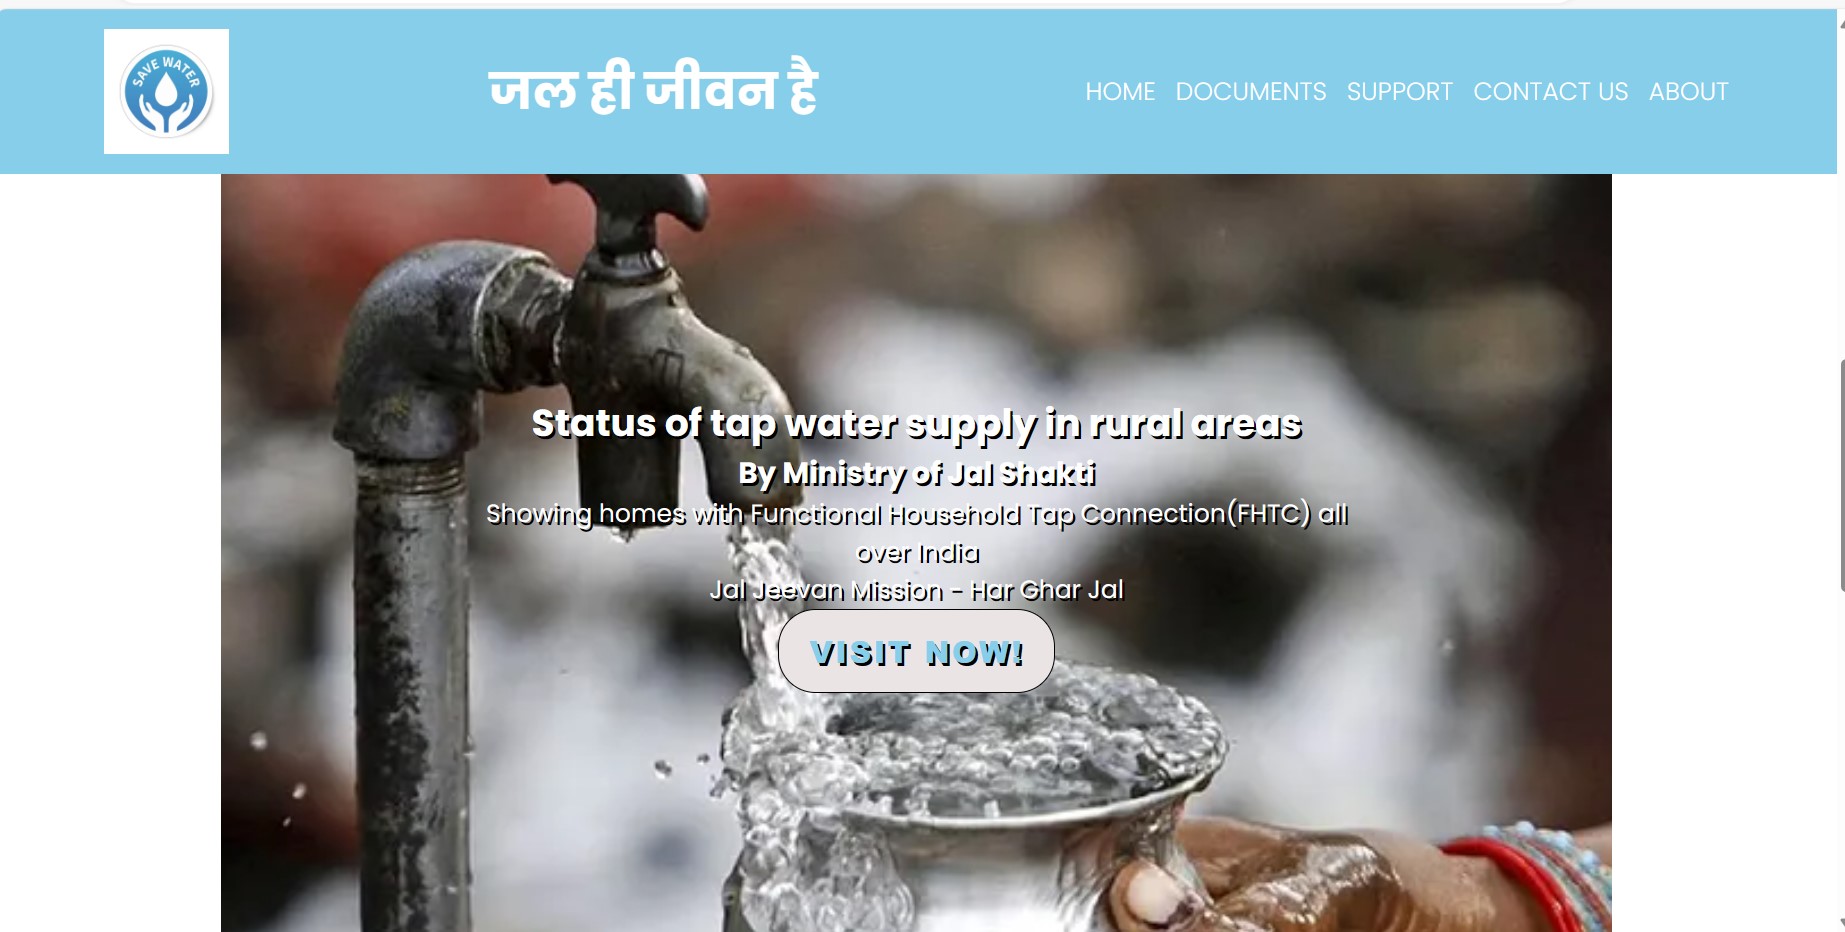 SAVE WATER
जल ही जीवन है
HOME DOCUMENTS SUPPORT CONTACT US ABOUT
Status of tap water supply in rural areas
By Ministry of Jal Shakti
Showing homes with Functional Household Tap Connection(FHTC) all
over India
Jal Jeevan Mission - Har Ghar Jal
VISIT NOW!